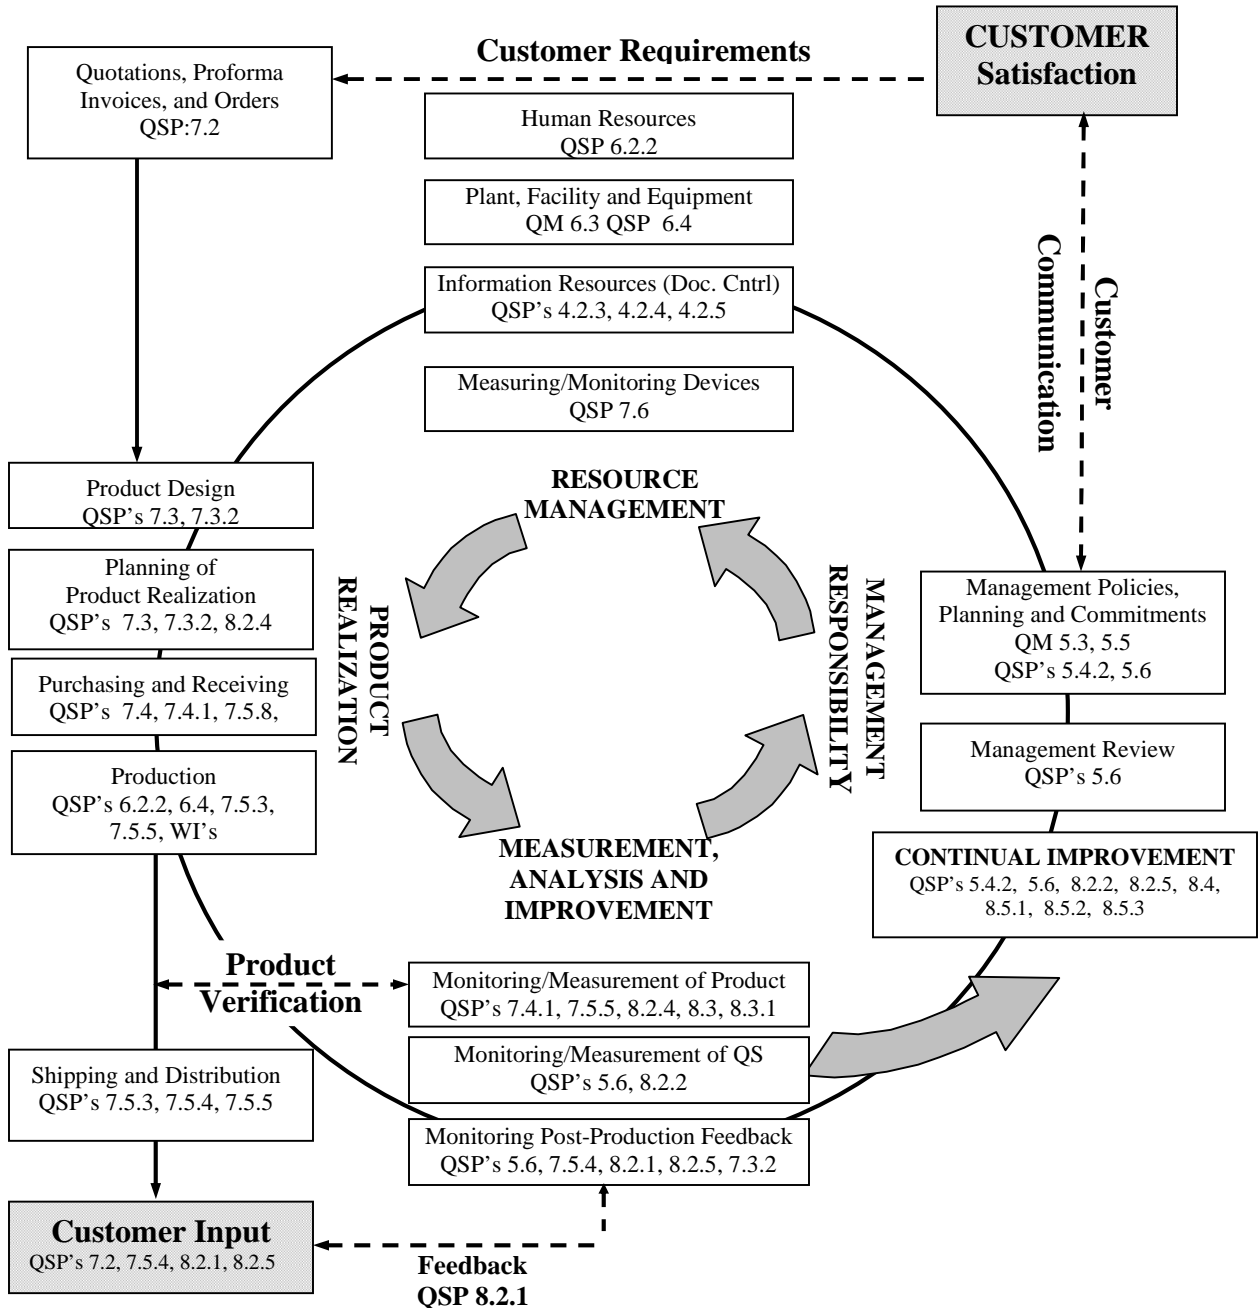 Customer Requirements
CUSTOMER
Satisfaction
Quotations, Proforma
Invoices, and Orders
QSP:7.2
Human Resources
QSP 6.2.2
Plant, Facility and Equipment
QM 6.3 QSP  6.4
Information Resources (Doc. Cntrl)
QSP's 4.2.3, 4.2.4, 4.2.5
Measuring/Monitoring Devices
QSP 7.6
Customer
Communication
Product Design
QSP's 7.3, 7.3.2
Planning of
Product Realization
QSP's  7.3, 7.3.2, 8.2.4
Purchasing and Receiving
QSP's  7.4, 7.4.1, 7.5.8,
Production
QSP's 6.2.2, 6.4, 7.5.3,
7.5.5, WI's
RESOURCE
MANAGEMENT
PRODUCT
REALIZATION
MANAGEMENT
RESPONSIBILITY
MEASUREMENT,
ANALYSIS AND
IMPROVEMENT
Management Policies,
Planning and Commitments
QM 5.3, 5.5
QSP's 5.4.2, 5.6
Management Review
QSP's 5.6
CONTINUAL IMPROVEMENT
QSP's 5.4.2,  5.6,  8.2.2,  8.2.5,  8.4,
8.5.1,  8.5.2,  8.5.3
Product
Verification
Monitoring/Measurement of Product
QSP's 7.4.1, 7.5.5, 8.2.4, 8.3, 8.3.1
Monitoring/Measurement of QS
QSP's 5.6, 8.2.2
Monitoring Post-Production Feedback
QSP's 5.6, 7.5.4, 8.2.1, 8.2.5, 7.3.2
Shipping and Distribution
QSP's 7.5.3, 7.5.4, 7.5.5
Customer Input
QSP's 7.2, 7.5.4, 8.2.1, 8.2.5
Feedback
QSP 8.2.1